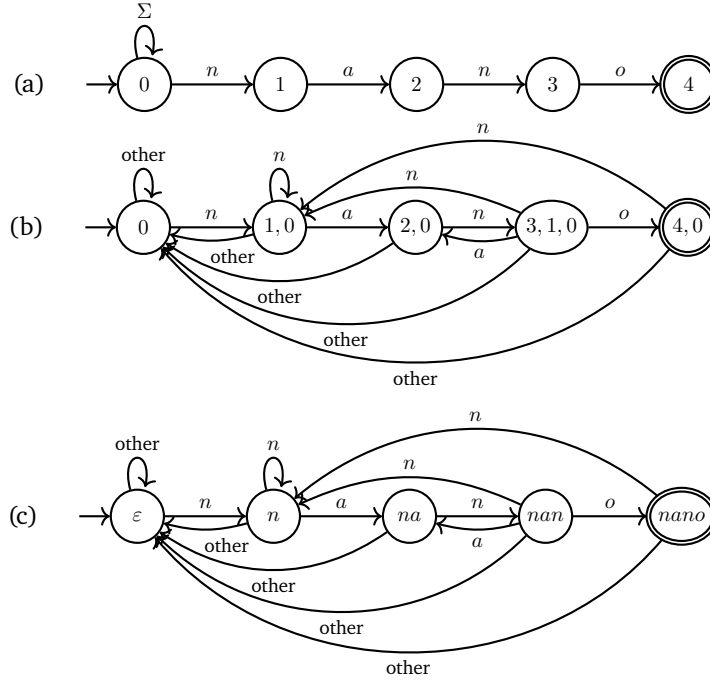 Σ
(a) 0 n 1 a 2 n 3 o 4
n
other n n
(b) 0 n 1, 0 a 2, 0 n 3, 1, 0 o 4, 0
other a
other
other
other
n
other n n
(c) ε n n a na n nan o nano
other a
other
other
other